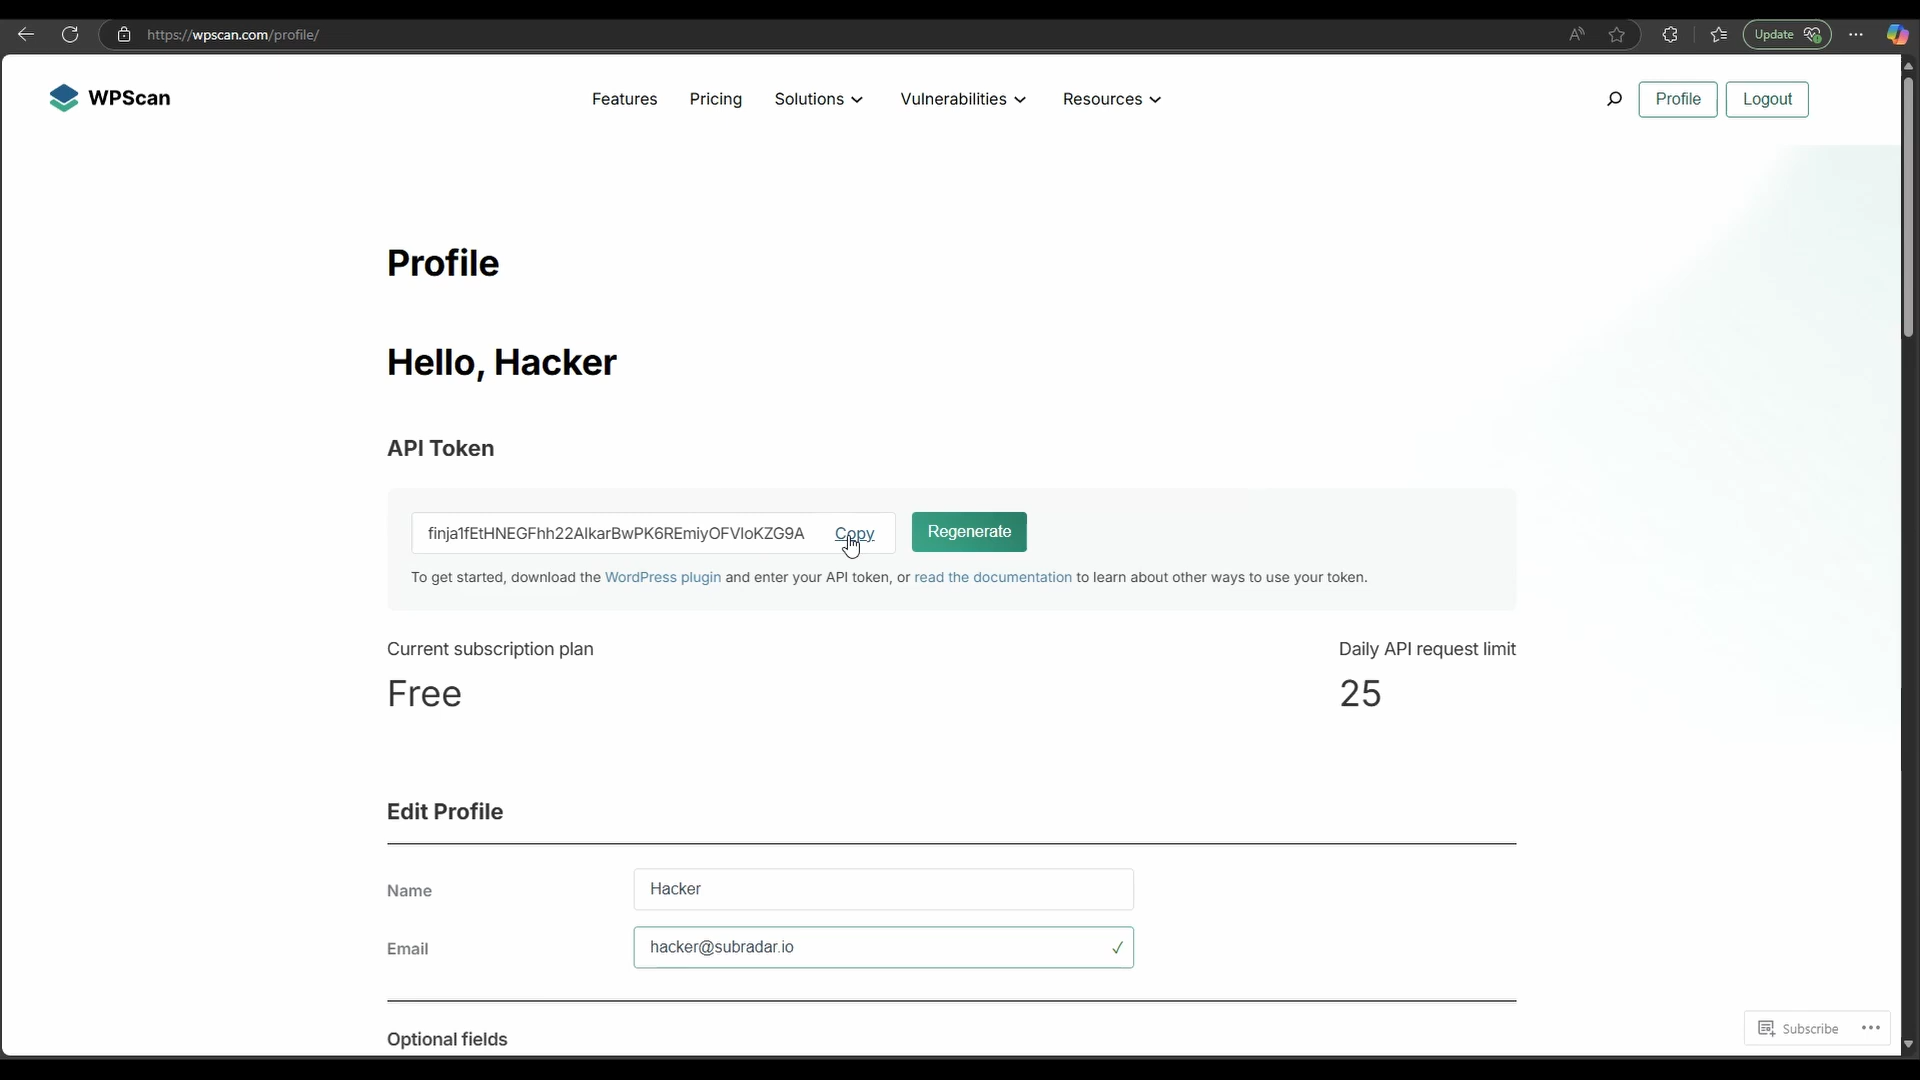 https://wpscan.com/profile/
Update
WPScan
Features
Pricing
Solutions
Vulnerabilities
Resources
Profile
Logout
Profile
Hello, Hacker
API Token
finja1fEtHNEGFhh22AlkarBwPK6REmiyOFVIoKZG9A
Copy
Regenerate
To get started, download the WordPress plugin and enter your API token, or read the documentation to learn about other ways to use your token.
Current subscription plan
Daily API request limit
Free
25
Edit Profile
Name
Hacker
Email
hacker@subradar.io
Optional fields
Subscribe